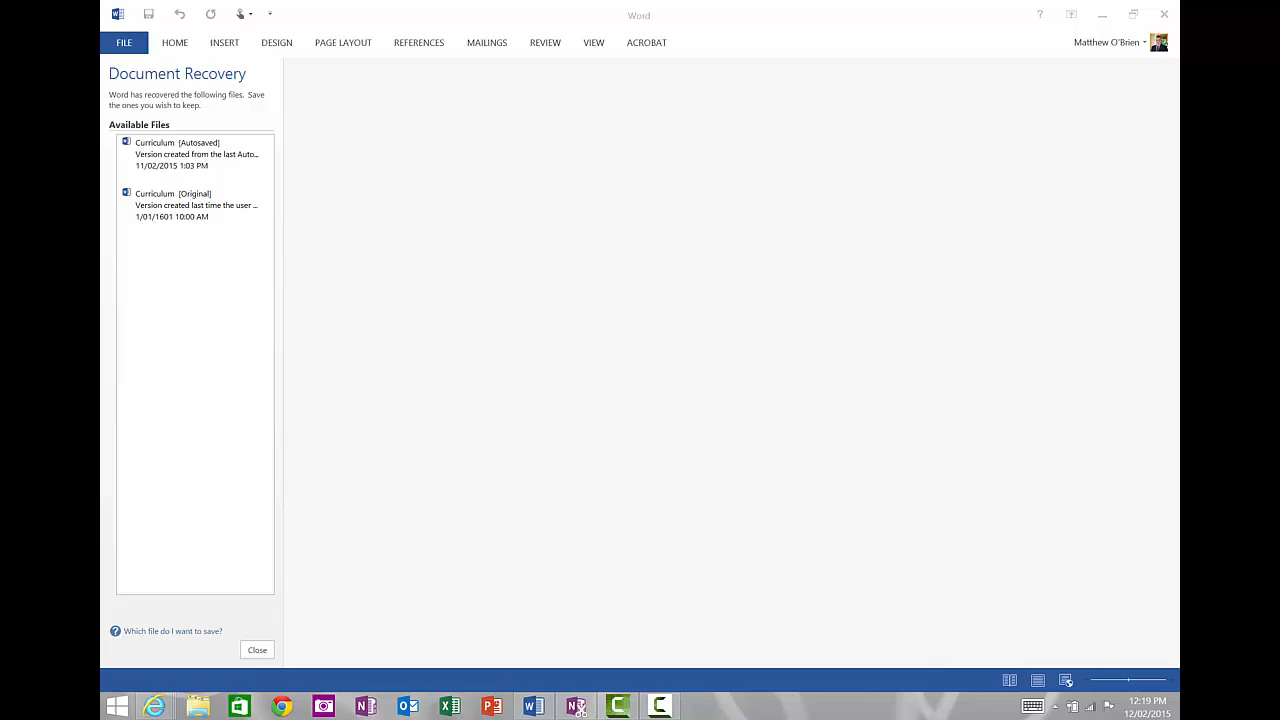 Word
?
FILE
HOME
INSERT
DESIGN
PAGE LAYOUT
REFERENCES
MAILINGS
REVIEW
VIEW
ACROBAT
Matthew O'Brien
Document Recovery
Word has recovered the following files. Save
the ones you wish to keep.
Available Files
Curriculum [Autosaved]
Version created from the last Auto...
11/02/2015 1:03 PM
Curriculum [Original]
Version created last time the user ...
1/01/1601 10:00 AM
Which file do I want to save?
Close
12:19 PM
12/02/2015